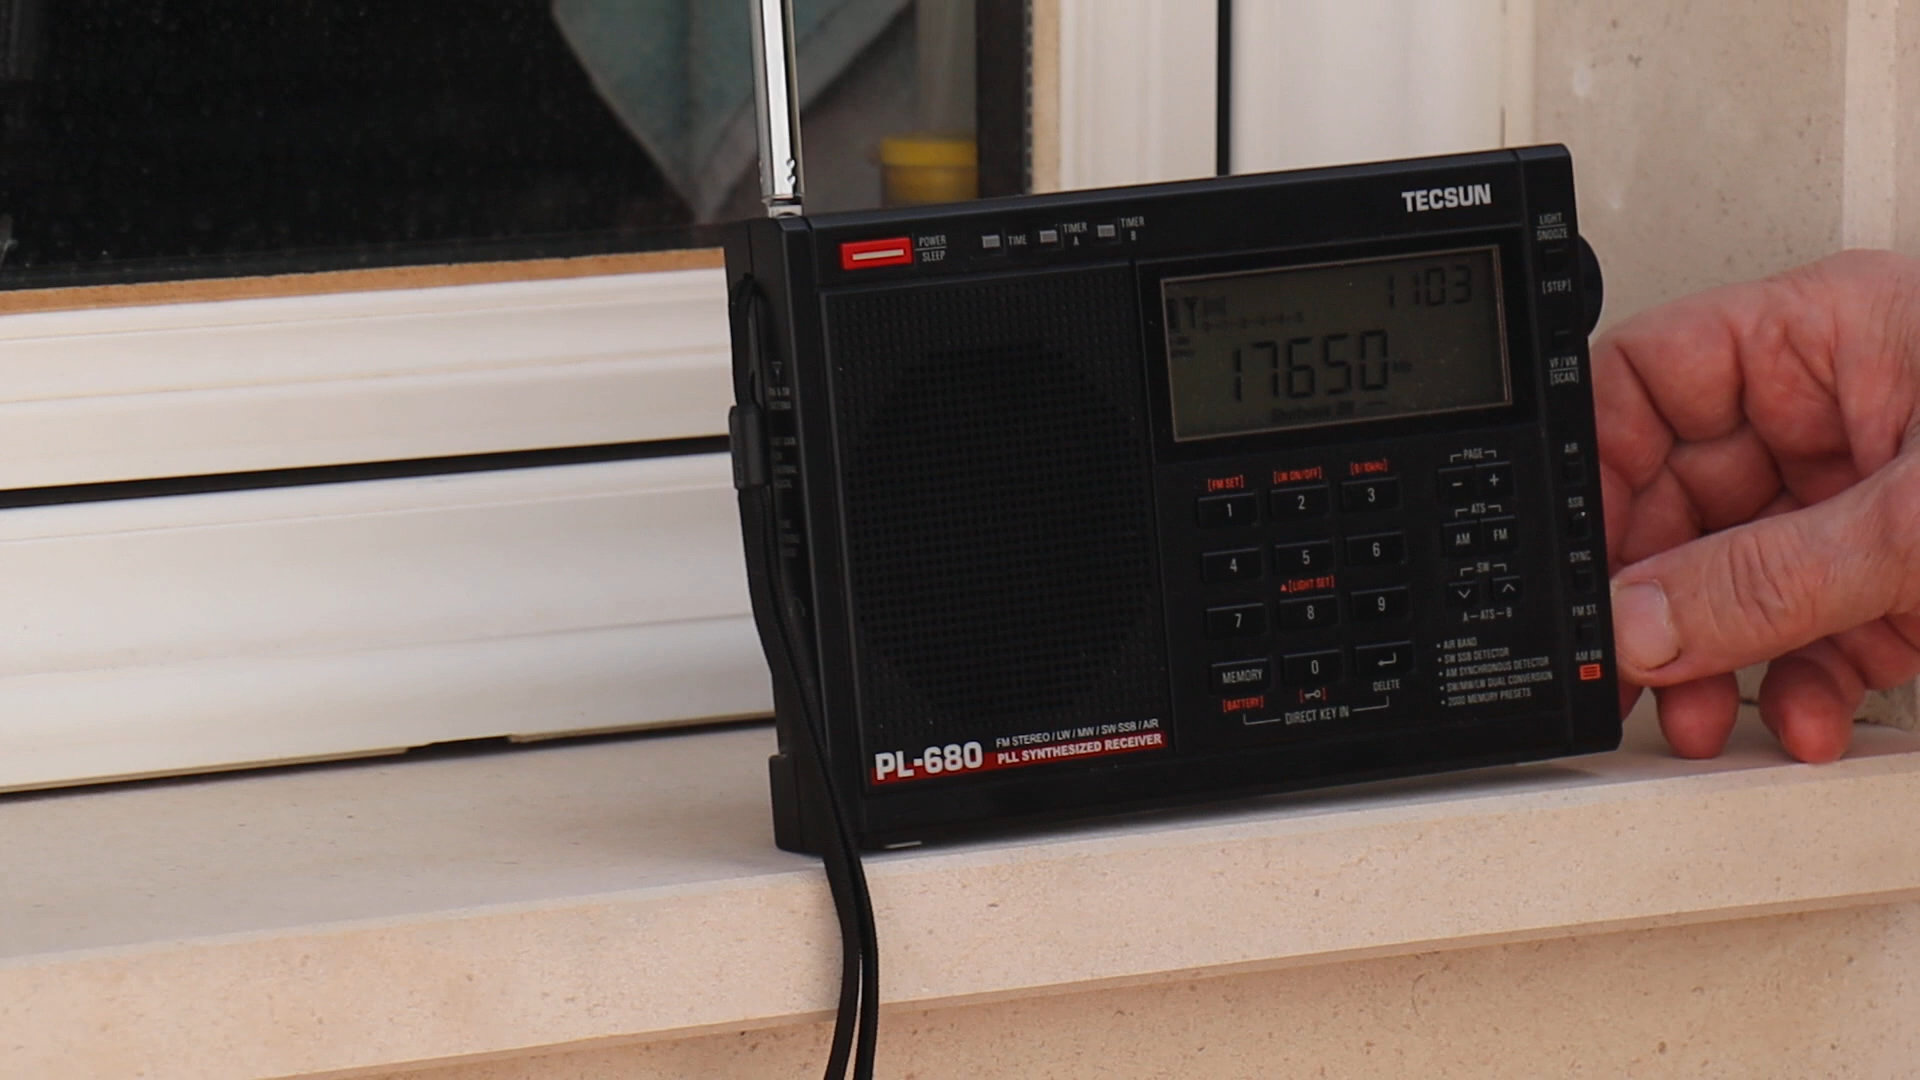 TECSUN
POWER
SLEEP
TIME
TIMER
A
TIMER
B
LIGHT
SNOOZE
[STEP]
1103
17650
VF/VM
[SCAN]
AIR
SSB
SYNC
FM ST.
AM BW
PAGE
- +
ATS
AM FM
SW
A—ATS—B
[FM SET] [LW ON/OFF] [9/10kHz]
1 2 3
4 5 6
[LIGHT SET]
7 8 9
MEMORY 0
[BATTERY] DELETE
DIRECT KEY IN
• AIR BAND
• SW SSB DETECTOR
• AM SYNCHRONOUS DETECTOR
• SW/MW/LW DUAL CONVERSION
• 2000 MEMORY PRESETS
PL-680
FM STEREO / LW / MW / SW-SSB / AIR
PLL SYNTHESIZED RECEIVER